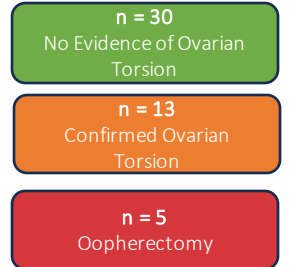 n = 30
No Evidence of Ovarian
Torsion
n = 13
Confirmed Ovarian
Torsion
n = 5
Oopherectomy